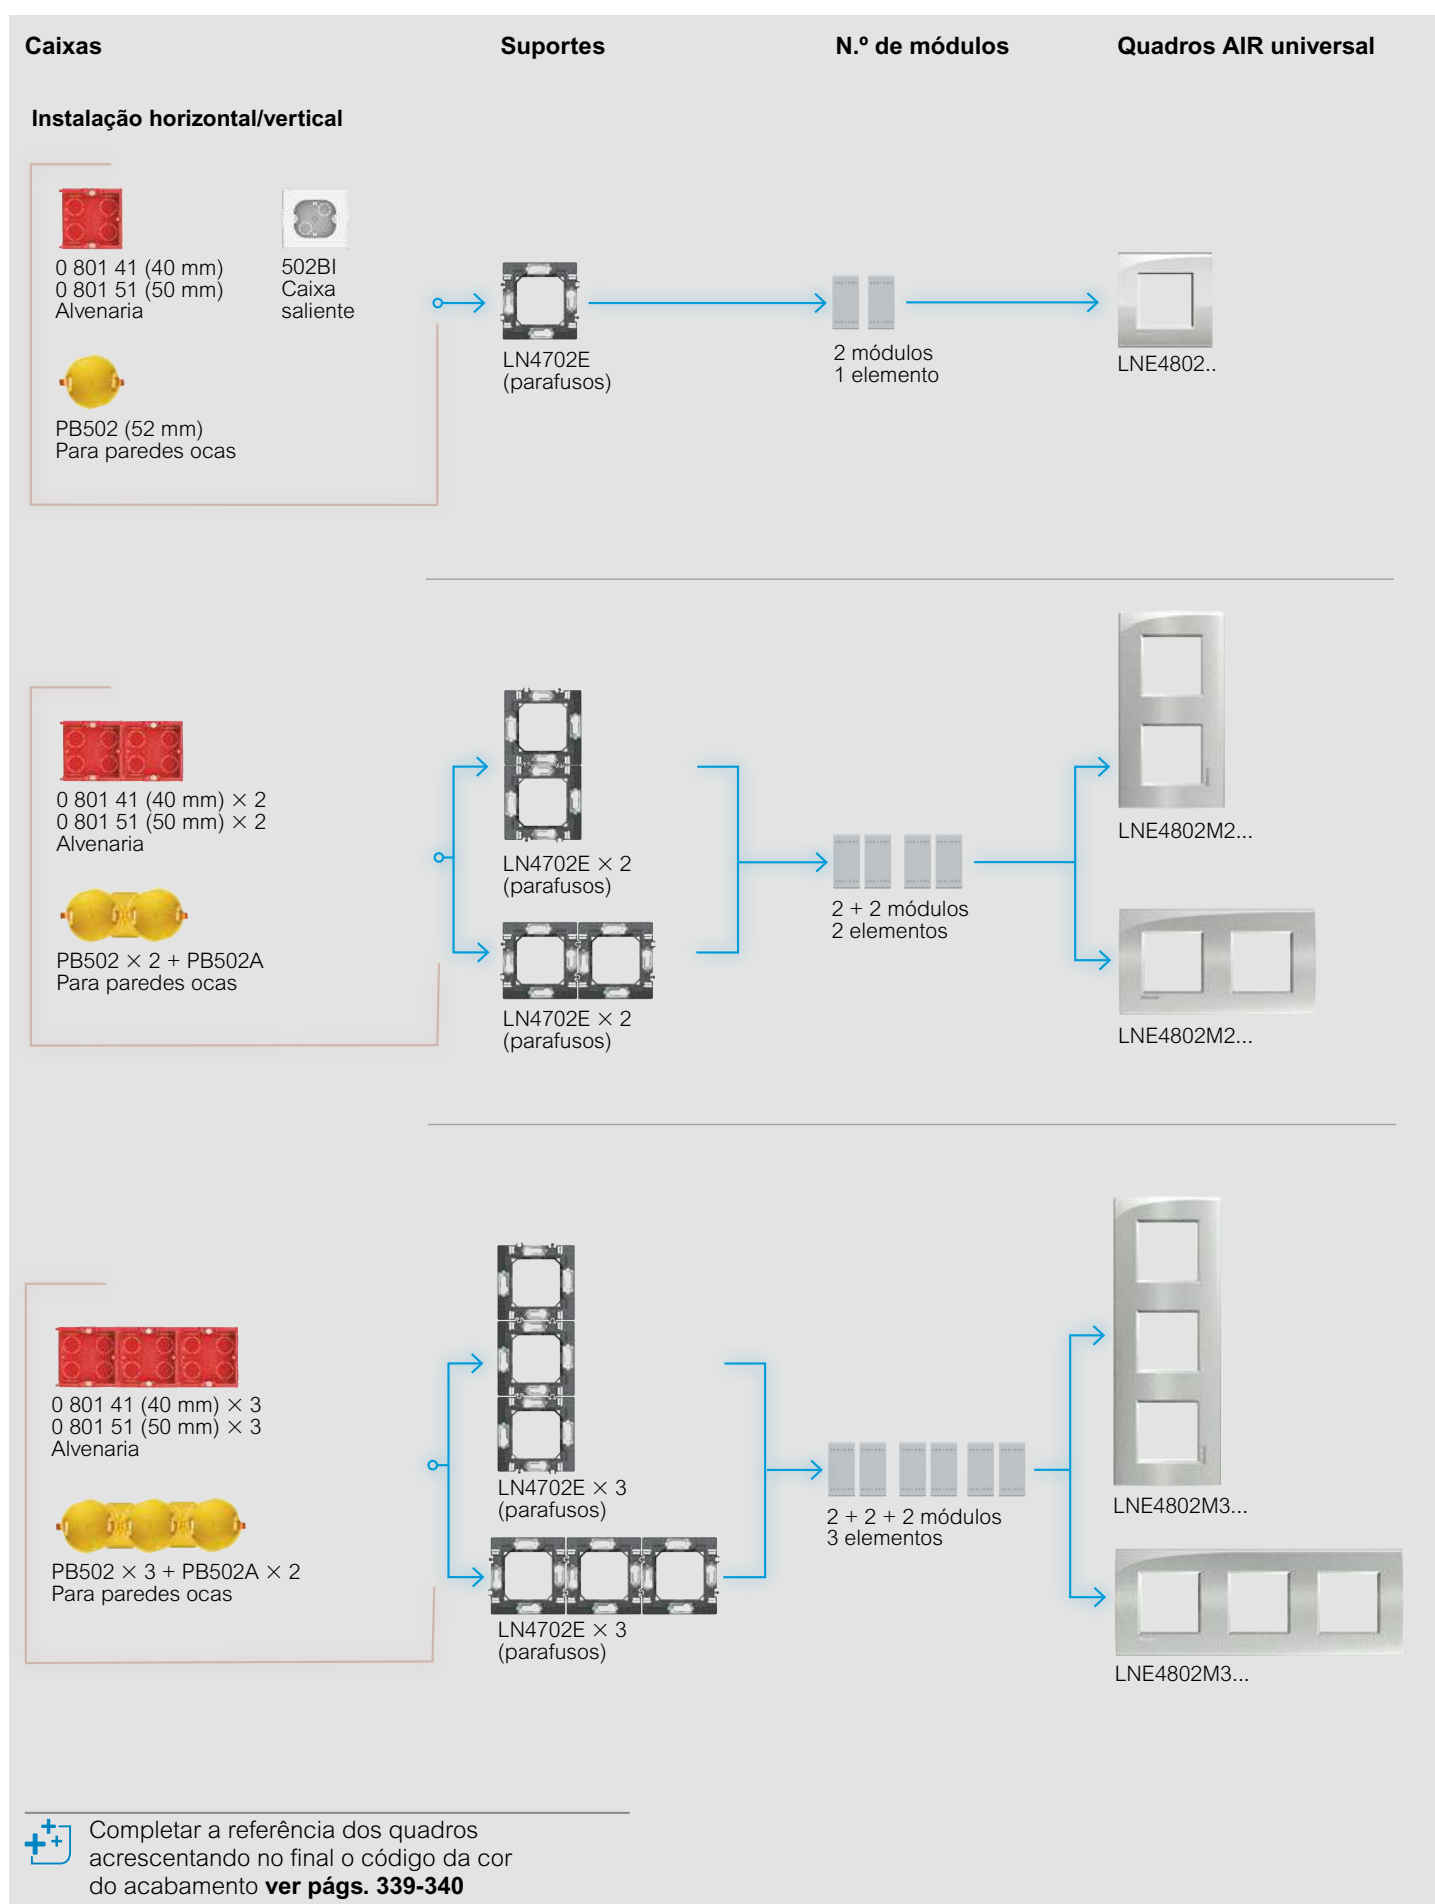 Caixas
Suportes
N.º de módulos
Quadros AIR universal
Instalação horizontal/vertical
0 801 41 (40 mm)
0 801 51 (50 mm)
Alvenaria
502BI
Caixa
saliente
PB502 (52 mm)
Para paredes ocas
LN4702E
(parafusos)
2 módulos
1 elemento
LNE4802..
0 801 41 (40 mm) × 2
0 801 51 (50 mm) × 2
Alvenaria
PB502 × 2 + PB502A
Para paredes ocas
LN4702E × 2
(parafusos)
LN4702E × 2
(parafusos)
2 + 2 módulos
2 elementos
LNE4802M2...
LNE4802M2...
0 801 41 (40 mm) × 3
0 801 51 (50 mm) × 3
Alvenaria
PB502 × 3 + PB502A × 2
Para paredes ocas
LN4702E × 3
(parafusos)
LN4702E × 3
(parafusos)
2 + 2 + 2 módulos
3 elementos
LNE4802M3...
LNE4802M3...
Completar a referência dos quadros
acrescentando no final o código da cor
do acabamento ver págs. 339-340